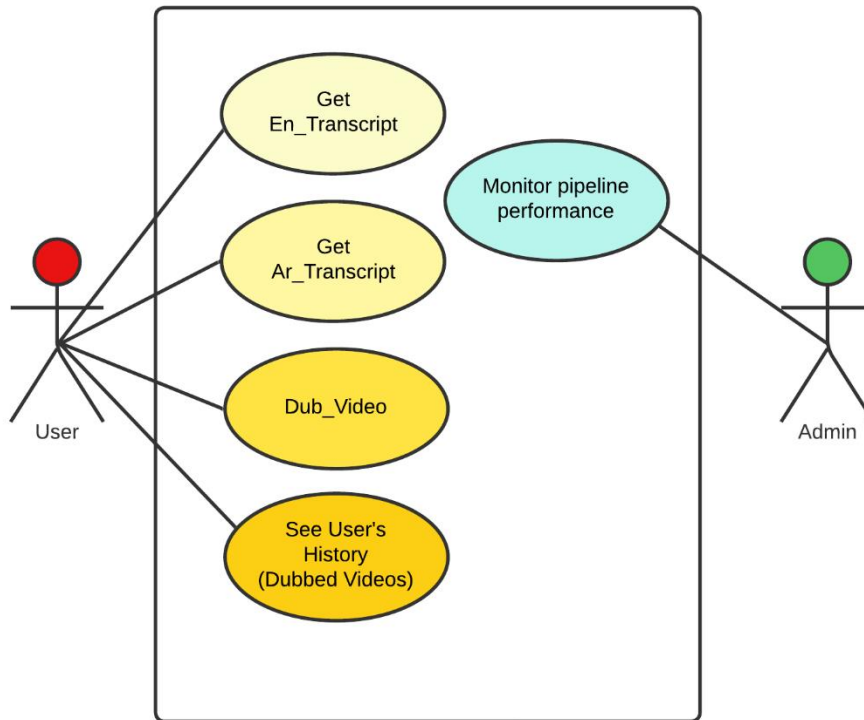 Get
En_Transcript
Monitor pipeline
performance
Get
Ar_Transcript
Dub_Video
User
Admin
See User's
History
(Dubbed Videos)